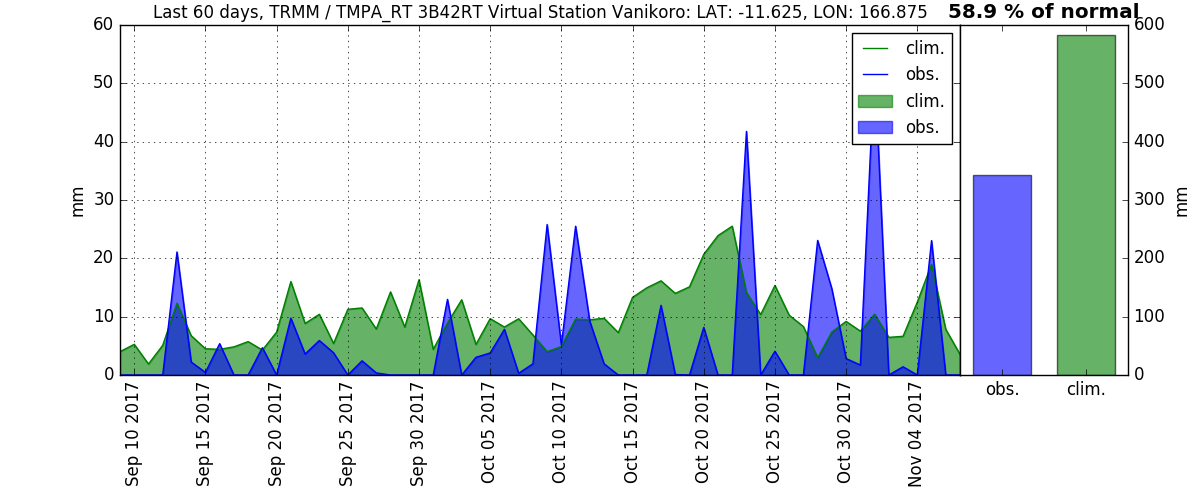 Last 60 days, TRMM / TMPA_RT 3B42RT Virtual Station Vanikoro: LAT: -11.625, LON: 166.875
58.9 % of normal
mm
60
50
40
30
20
10
0
clim.
obs.
clim.
obs.
Sep 10 2017
Sep 15 2017
Sep 20 2017
Sep 25 2017
Sep 30 2017
Oct 05 2017
Oct 10 2017
Oct 15 2017
Oct 20 2017
Oct 25 2017
Oct 30 2017
Nov 04 2017
obs.
clim.
600
500
400
300
200
100
0
mm